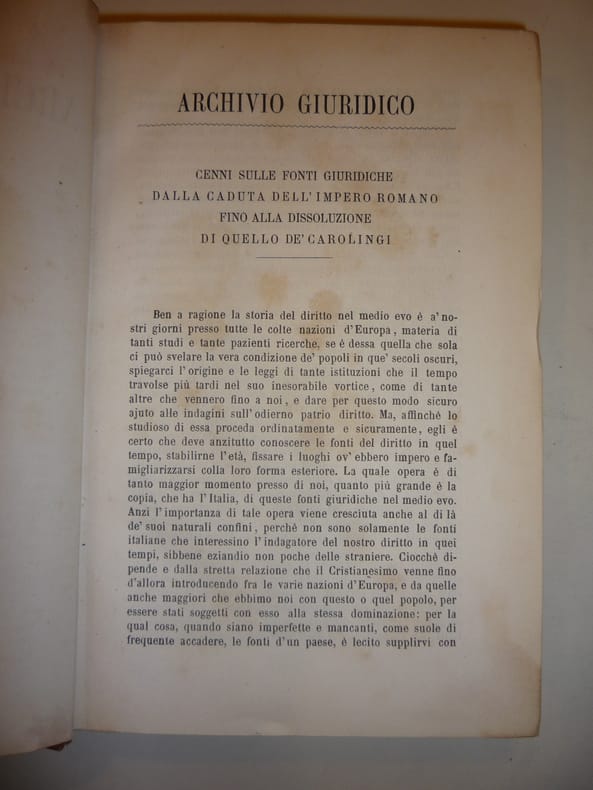 ARCHIVIO GIURIDICO
CENNI SULLE FONTI GIURIDICHE
DALLA CADUTA DELL' IMPERO ROMANO
FINO ALLA DISSOLUZIONE
DI QUELLO DE' CAROLINGI
Ben a ragione la storia del diritto nel medio evo è a' no-
stri giorni presso tutte le colte nazioni d' Europa, materia di
tanti studi e tante pazienti ricerche, se è dessa quella che sola
ci può svelare la vera condizione de' popoli in que' secoli oscuri,
spiegarci l' origine e le leggi di tante istituzioni che il tempo
travolse più tardi nel suo inesorabile vortice, come di tante
altre che vennero fino a noi, e dare per questo modo sicuro
ajuto alle indagini sull' odierno patrio diritto. Ma, affinchè lo
studioso di essa proceda ordinatamente e sicuramente, egli è
certo che deve anzitutto conoscere le fonti del diritto in quel
tempo, stabilirne l' età, fissare i luoghi ov' ebbero impero e fa-
migliarizzarsi colla loro forma esteriore. La quale opera è di
tanto maggior momento presso di noi, quanto più grande è la
copia, che ha l' Italia, di queste fonti giuridiche nel medio evo.
Anzi l' importanza di tale opera viene cresciuta anche al di là
de' suoi naturali confini, perchè non sono solamente le fonti
italiane che interessino l' indagatore del nostro diritto in quei
tempi, sibbene eziandio non poche delle straniere. Ciocchè di-
pende e dalla stretta relazione che il Cristianesimo venne fino
d' allora introducendo fra le varie nazioni d' Europa, e da quelle
anche maggiori che ebbimo noi con questo o quel popolo, per
essere stati soggetti con esso alla stessa dominazione: per la
qual cosa, quando siano imperfette e mancanti, come suole di
frequente accadere, le fonti d' un paese, è lecito supplirvi con